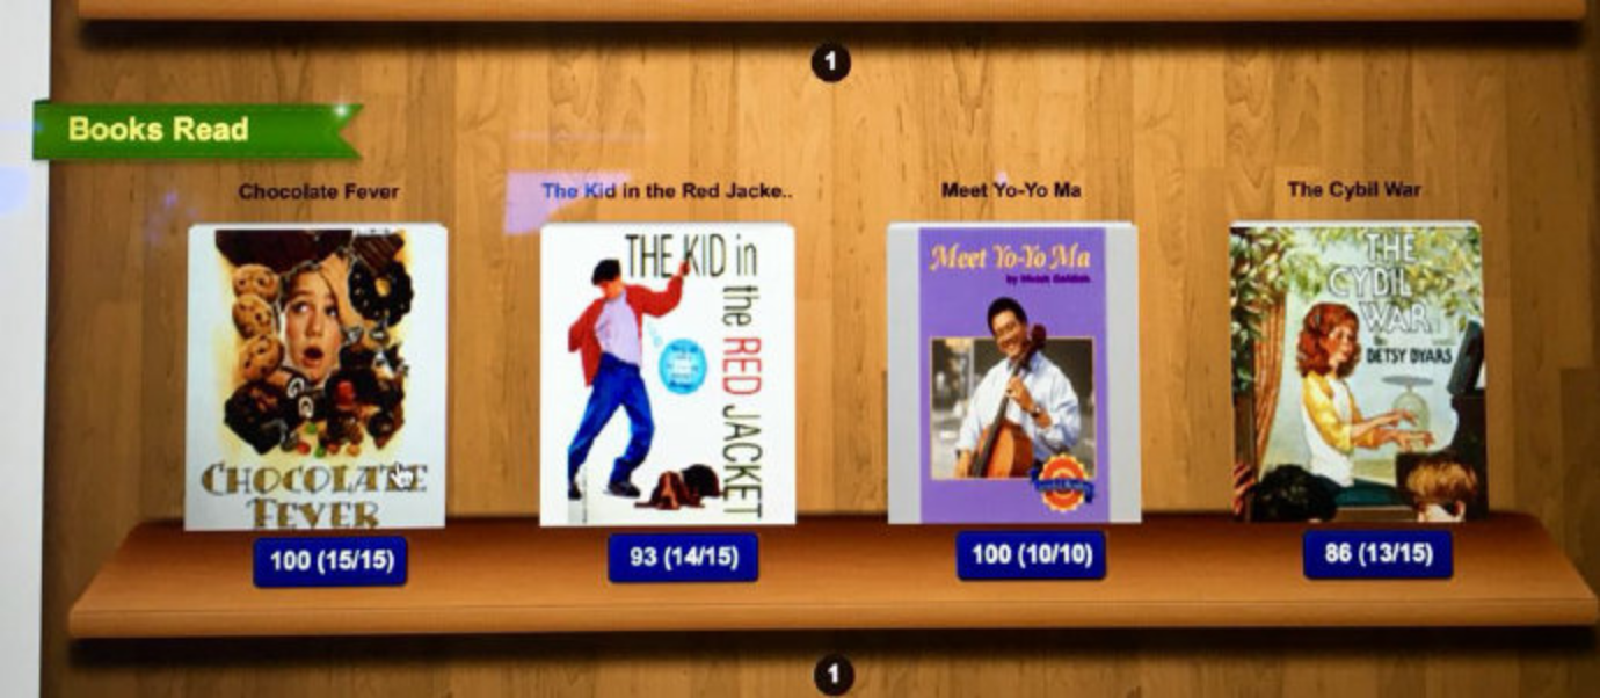 1
Books Read
Chocolate Fever
The Kid in the Red Jacke..
Meet Yo-Yo Ma
The Cybil War
CHOCOLATE
FEVER
THE KID in
the RED JACKET
Meet Yo-Yo Ma
by
THE
CYBIL
WAR
BETSY BYARS
100 (15/15)
93 (14/15)
100 (10/10)
86 (13/15)
1